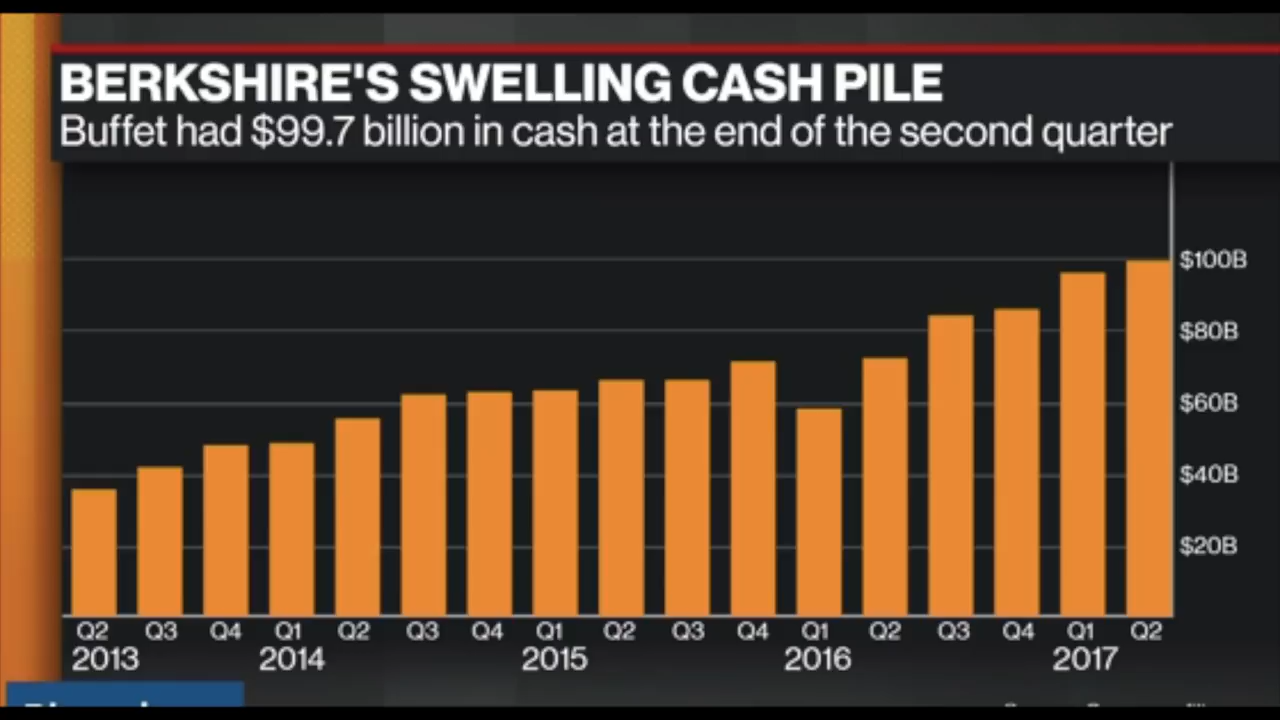 BERKSHIRE'S SWELLING CASH PILE
Buffet had $99.7 billion in cash at the end of the second quarter
$100B
$80B
$60B
$40B
$20B
Q2 Q3 Q4 Q1 Q2 Q3 Q4 Q1 Q2 Q3 Q4 Q1 Q2 Q3 Q4 Q1 Q2
2013 2014 2015 2016 2017